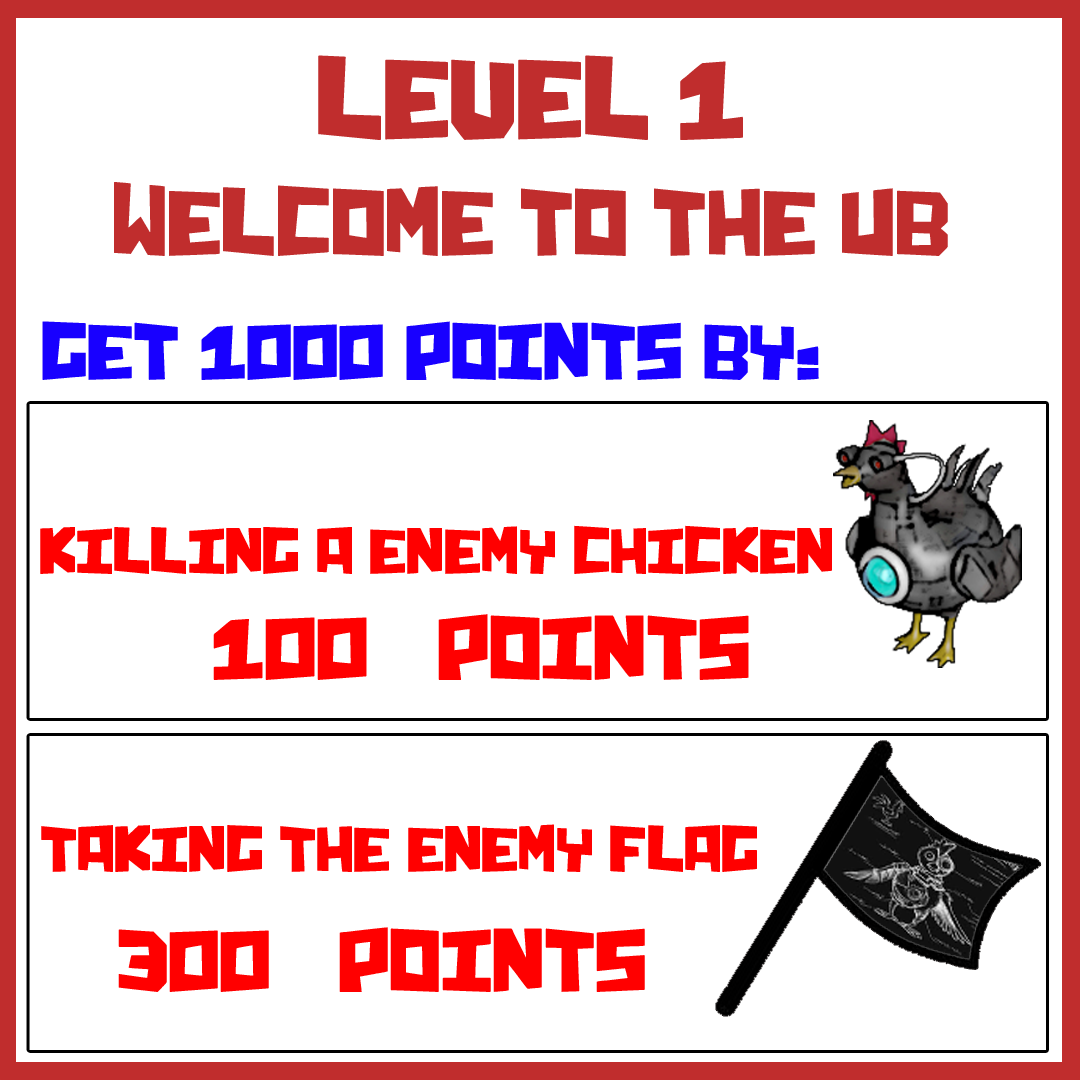 LEVEL 1
WELCOME TO THE UB
GET 1000 POINTS BY:
KILLING A ENEMY CHICKEN
100 POINTS
TAKING THE ENEMY FLAG
300 POINTS